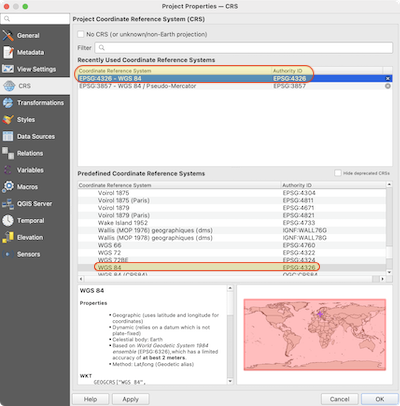 Project Properties — CRS
Project Coordinate Reference System (CRS)
No CRS (or unknown/non-Earth projection)
Filter
General
Metadata
View Settings
CRS
Transformations
Styles
Data Sources
Relations
Variables
Macros
QGIS Server
Temporal
Elevation
Sensors
Recently Used Coordinate Reference Systems
Coordinate Reference System Authority ID
EPSG:4326 - WGS 84 EPSG:4326
EPSG:3857 - WGS 84 / Pseudo-Mercator EPSG:3857
Predefined Coordinate Reference Systems Hide deprecated CRSs
Coordinate Reference System Authority ID
Voirol 1875 EPSG:4304
Voirol 1875 (Paris) EPSG:4811
Voirol 1879 EPSG:4671
Voirol 1879 (Paris) EPSG:4821
Wake Island 1952 EPSG:4733
Wallis (MOP 1976) geographiques (dms) IGNF:WALL76G
Wallis (MOP 1978) geographiques (dms) IGNF:WALL78G
WGS 66 EPSG:4760
WGS 72 EPSG:4322
WGS 72BE EPSG:4324
WGS 84 EPSG:4326
WGS 84 (CRS84) OGC:CRS84
WGS 84
Properties
• Geographic (uses latitude and longitude for
coordinates)
• Dynamic (relies on a datum which is not
plate-fixed)
• Celestial body: Earth
• Based on World Geodetic System 1984
ensemble (EPSG:6326), which has a limited
accuracy of at best 2 meters.
• Method: Lat/long (Geodetic alias)
WKT
GEOGCRS["WGS 84",
Help
Apply
Cancel
OK